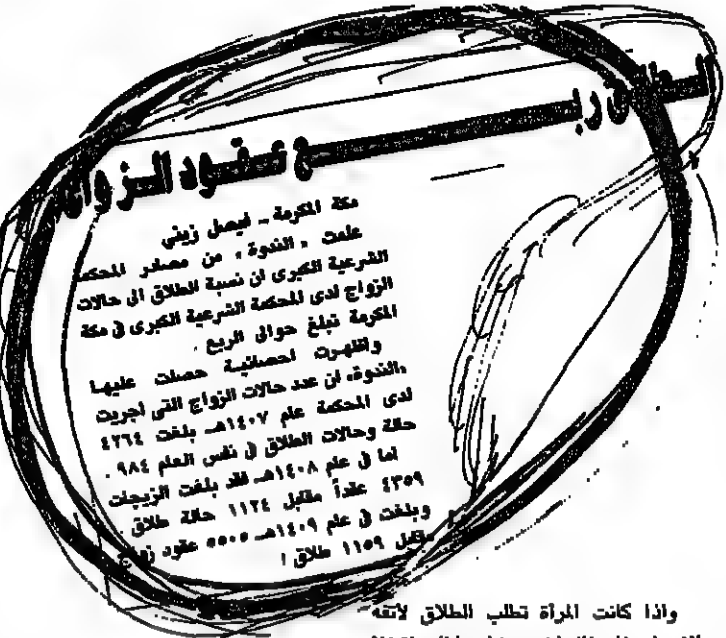 الطلاق ربع عقود الزواج
مكة المكرمة - فيصل زيني
علمت « الندوة » من مصادر المحكمة
الشرعية الكبرى ان نسبة الطلاق الى حالات
الزواج لدى المحكمة الشرعية الكبرى في مكة
المكرمة تبلغ حوالى الربع .
واظهرت احصائية حصلت عليها
«الندوة» ان عدد حالات الزواج التي اجريت
لدى المحكمة عام ١٤٠٧هـ بلغت ٤٢٦٤
حالة وحالات الطلاق في نفس العام ٩٨٤ .
اما في عام ١٤٠٨هـ فقد بلغت الزيجات
٤٣٥٩ عقداً مقابل ١١٢٤ حالة طلاق .
وبلغت في عام ١٤٠٩هـ ٥٥٠٥ عقود زواج
مقابل ١١٥٩ طلاق !
واذا كانت المرأة تطلب الطلاق لاتفه